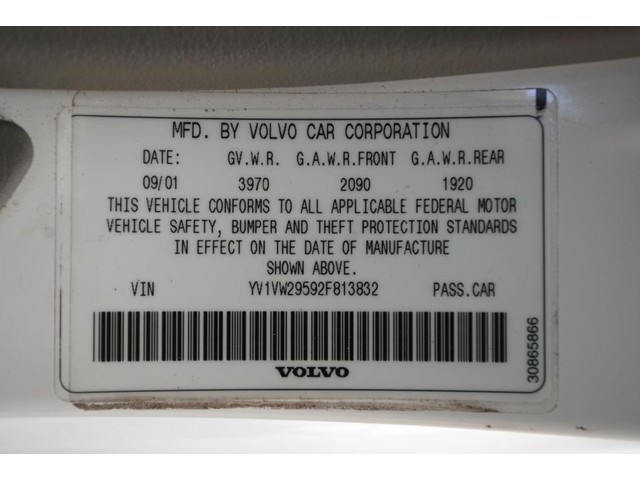 MFD. BY VOLVO CAR CORPORATION
DATE: GV.W.R. G.A.W.R.FRONT G.A.W.R.REAR
09/01 3970 2090 1920
THIS VEHICLE CONFORMS TO ALL APPLICABLE FEDERAL MOTOR
VEHICLE SAFETY, BUMPER AND THEFT PROTECTION STANDARDS
IN EFFECT ON THE DATE OF MANUFACTURE
SHOWN ABOVE.
VIN YV1VW29592F813832 PASS.CAR
30865866
VOLVO